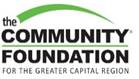 the
COMMUNITY
FOUNDATION
FOR THE GREATER CAPITAL REGION